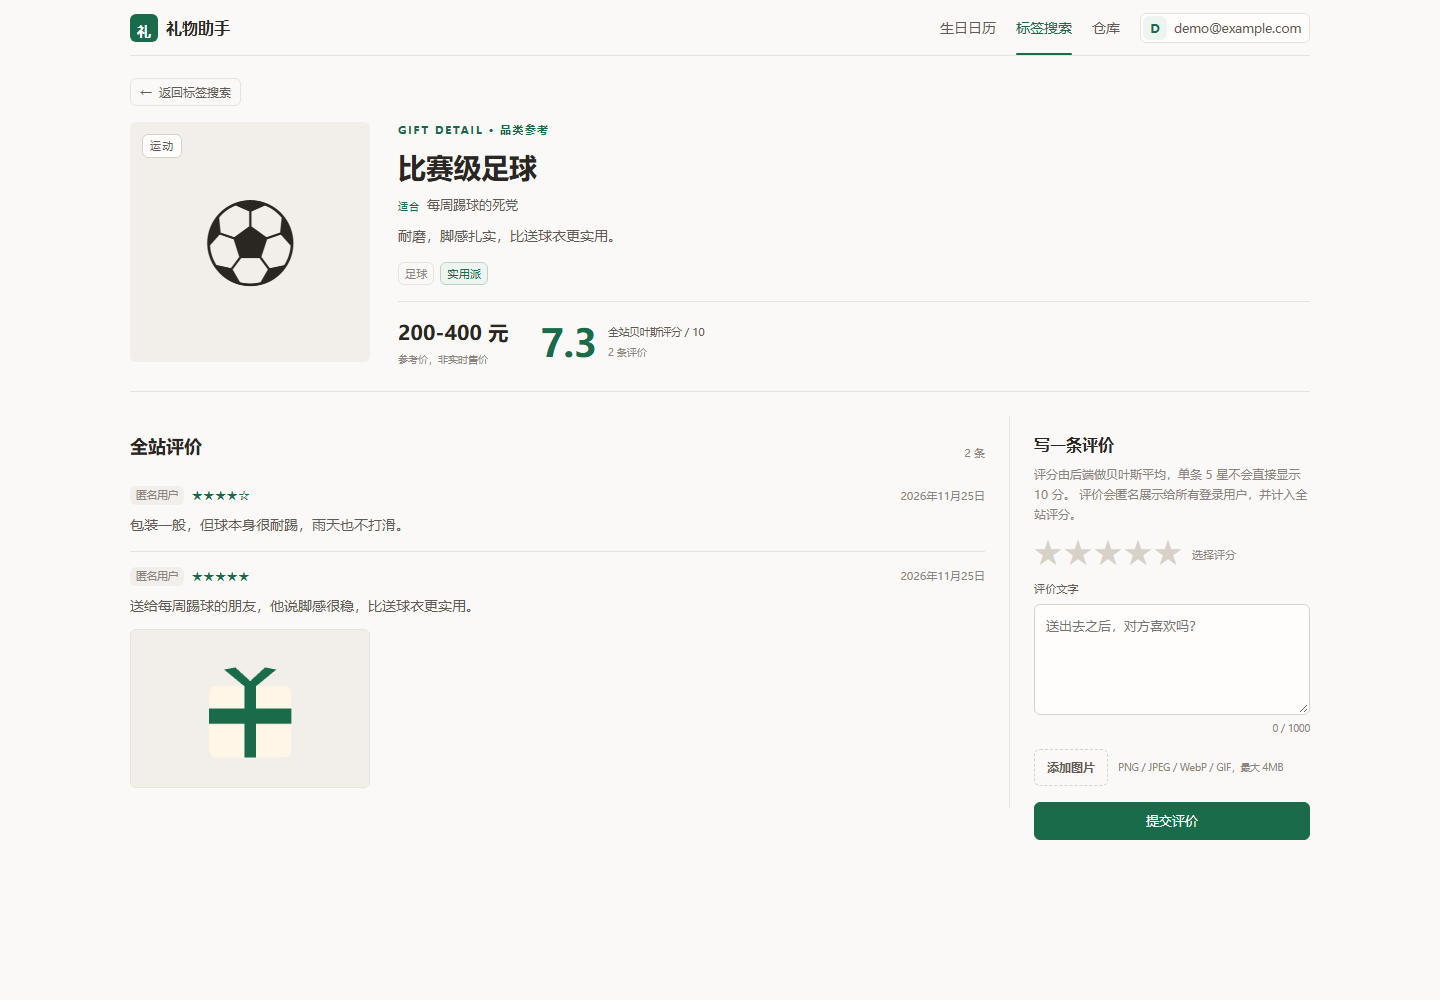 礼 礼物助手
生日日历 标签搜索 仓库 D demo@example.com
← 返回标签搜索
运动
GIFT DETAIL • 品类参考
比赛级足球
适合 每周踢球的死党
耐磨，脚感扎实，比送球衣更实用。
足球 实用派
200-400 元
参考价，非实时售价
7.3
全站贝叶斯评分 / 10
2 条评价
全站评价
2 条
匿名用户 ★★★★☆ 2026年11月25日
包装一般，但球本身很耐踢，雨天也不打滑。
匿名用户 ★★★★★ 2026年11月25日
送给每周踢球的朋友，他说脚感很稳，比送球衣更实用。
写一条评价
评分由后端做贝叶斯平均，单条 5 星不会直接显示
10 分。 评价会匿名展示给所有登录用户，并计入全
站评分。
★★★★★ 选择评分
评价文字
送出去之后，对方喜欢吗？
0 / 1000
添加图片 PNG / JPEG / WebP / GIF，最大 4MB
提交评价